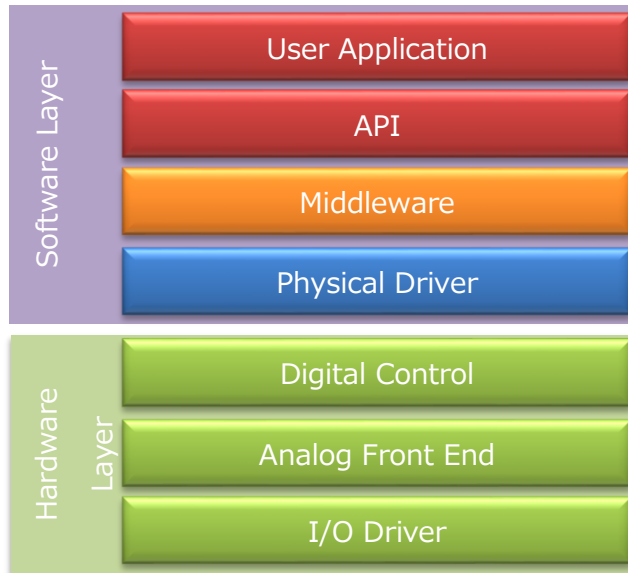 Software Layer
User Application
API
Middleware
Physical Driver
Hardware
Layer
Digital Control
Analog Front End
I/O Driver